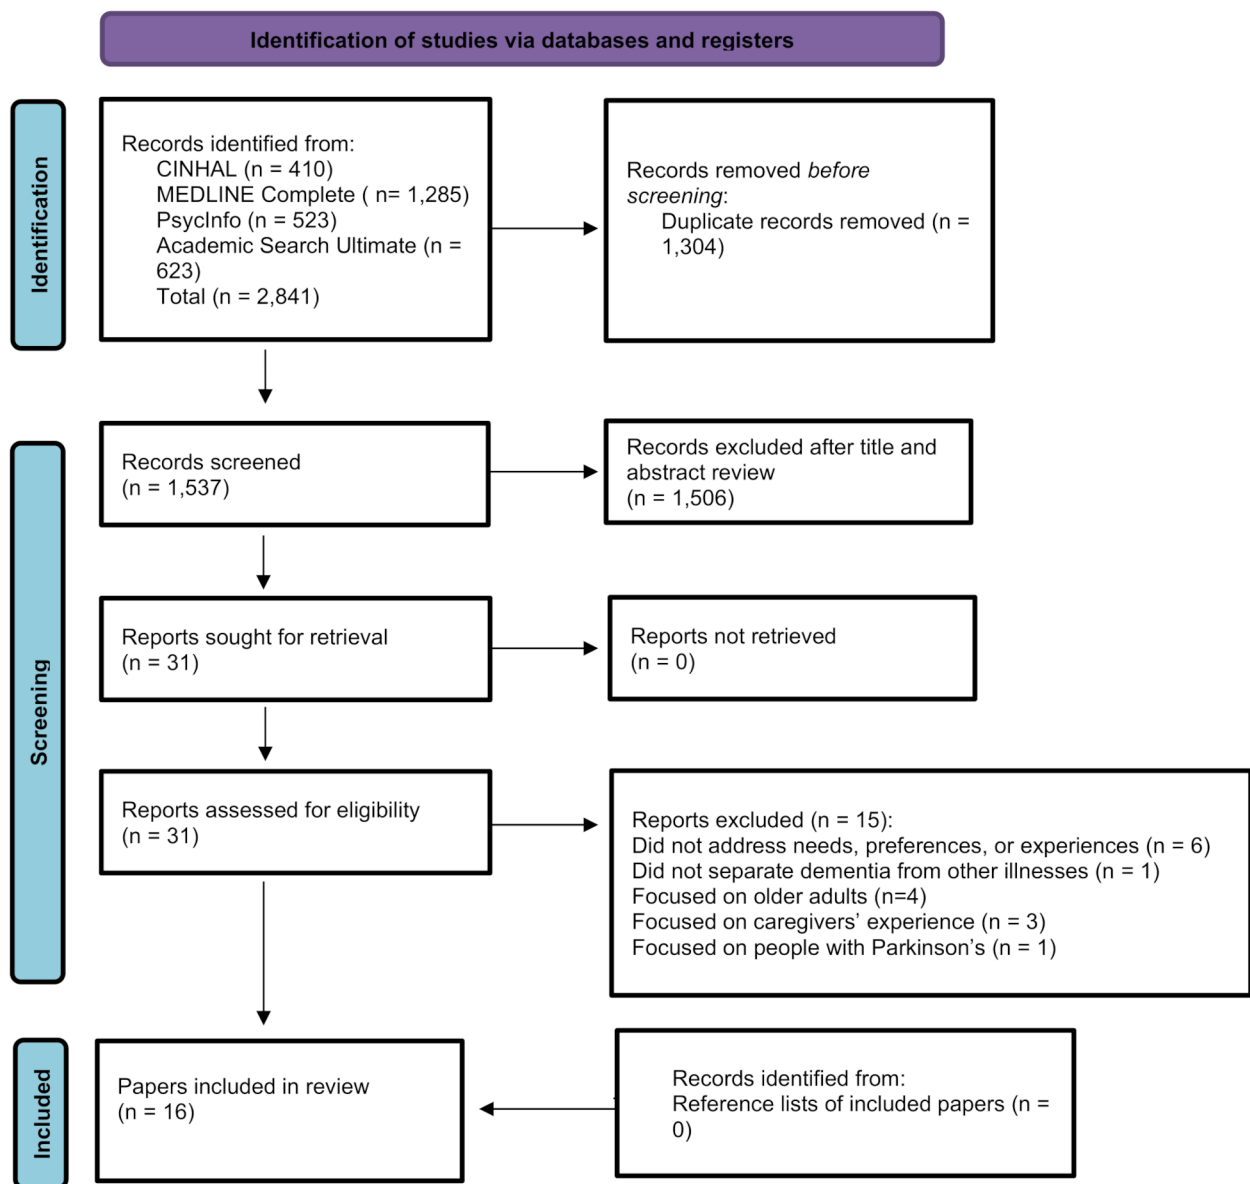 Identification of studies via databases and registers
Identification
Records identified from:
CINHAL (n = 410)
MEDLINE Complete ( n= 1,285)
PsycInfo (n = 523)
Academic Search Ultimate (n =
623)
Total (n = 2,841)
Records removed before
screening:
Duplicate records removed (n =
1,304)
Screening
Records screened
(n = 1,537)
Records excluded after title and
abstract review
(n = 1,506)
Reports sought for retrieval
(n = 31)
Reports not retrieved
(n = 0)
Reports assessed for eligibility
(n = 31)
Reports excluded (n = 15):
Did not address needs, preferences, or experiences (n = 6)
Did not separate dementia from other illnesses (n = 1)
Focused on older adults (n=4)
Focused on caregivers’ experience (n = 3)
Focused on people with Parkinson’s (n = 1)
Included
Papers included in review
(n = 16)
Records identified from:
Reference lists of included papers (n =
0)